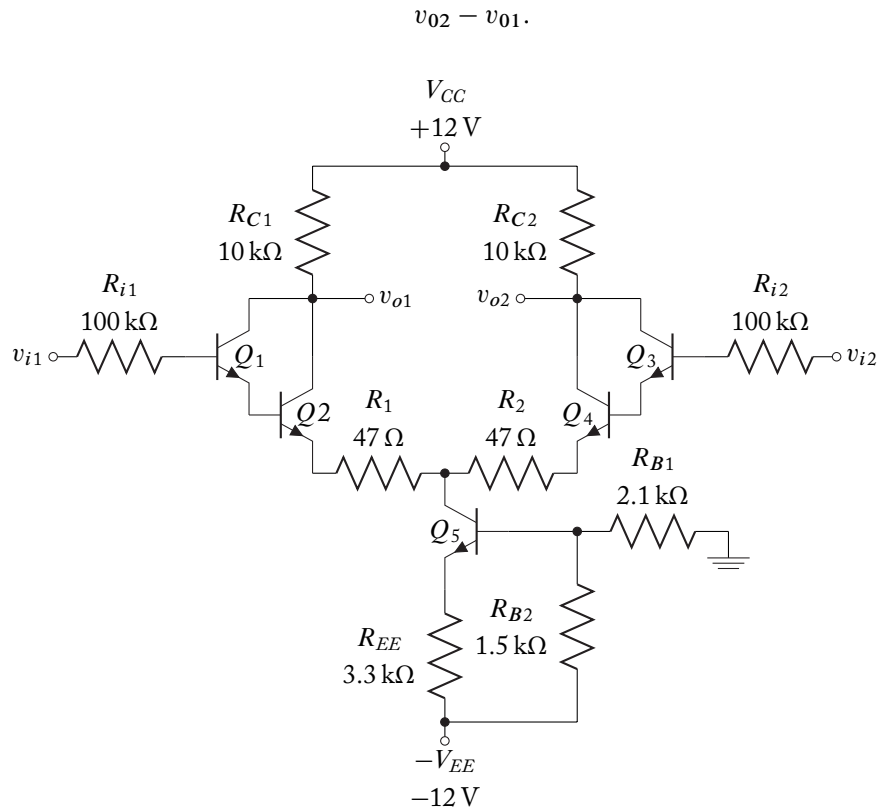 v02 − v01.
VCC
+12 V
RC1
10 kΩ
RC2
10 kΩ
Ri1
100 kΩ
vi1
Q1
vo1
vo2
Q3
Ri2
100 kΩ
vi2
Q2
R1
47 Ω
R2
47 Ω
Q4
RB1
2.1 kΩ
Q5
REE
3.3 kΩ
RB2
1.5 kΩ
−VEE
−12 V